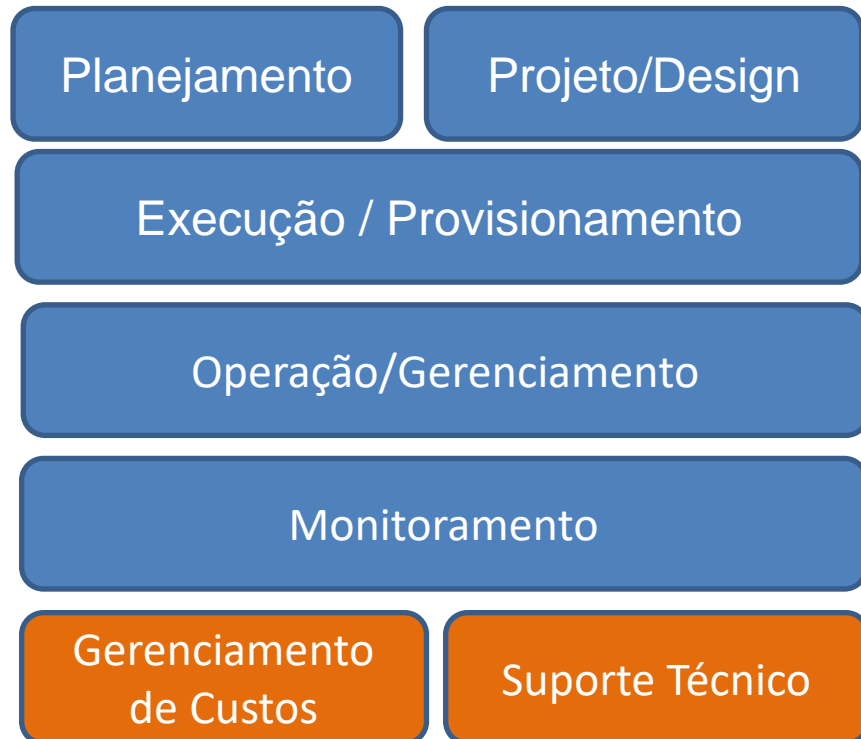 Planejamento
Projeto/Design
Execução / Provisionamento
Operação/Gerenciamento
Monitoramento
Gerenciamento
de Custos
Suporte Técnico